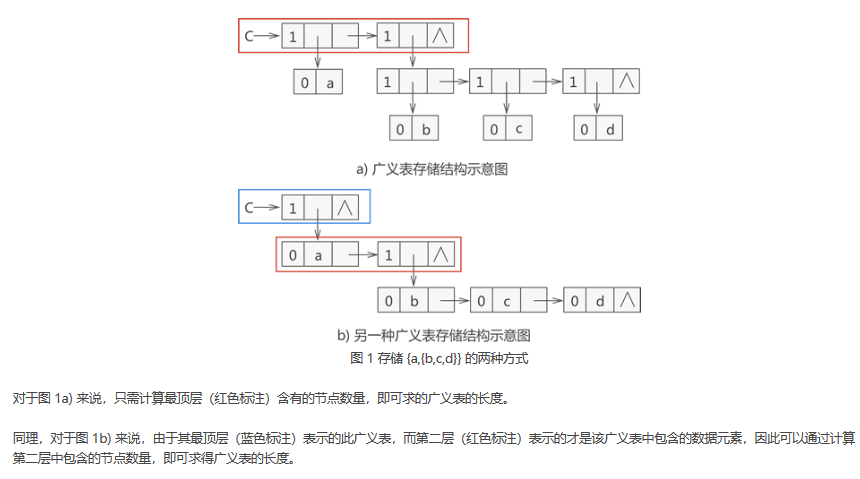 C 1 1 ∧
0 a 1 1 1 ∧
0 b 0 c 0 d
a) 广义表存储结构示意图
C 1 ∧
0 a 1 ∧
0 b 0 c 0 d ∧
b) 另一种广义表存储结构示意图
图 1 存储 {a,{b,c,d}} 的两种方式
对于图 1a) 来说，只需计算最顶层（红色标注）含有的节点数量，即可求的广义表的长度。
同理，对于图 1b) 来说，由于其最顶层（蓝色标注）表示的此广义表，而第二层（红色标注）表示的才是该广义表中包含的数据元素，因此可以通过计算
第二层中包含的节点数量，即可求得广义表的长度。